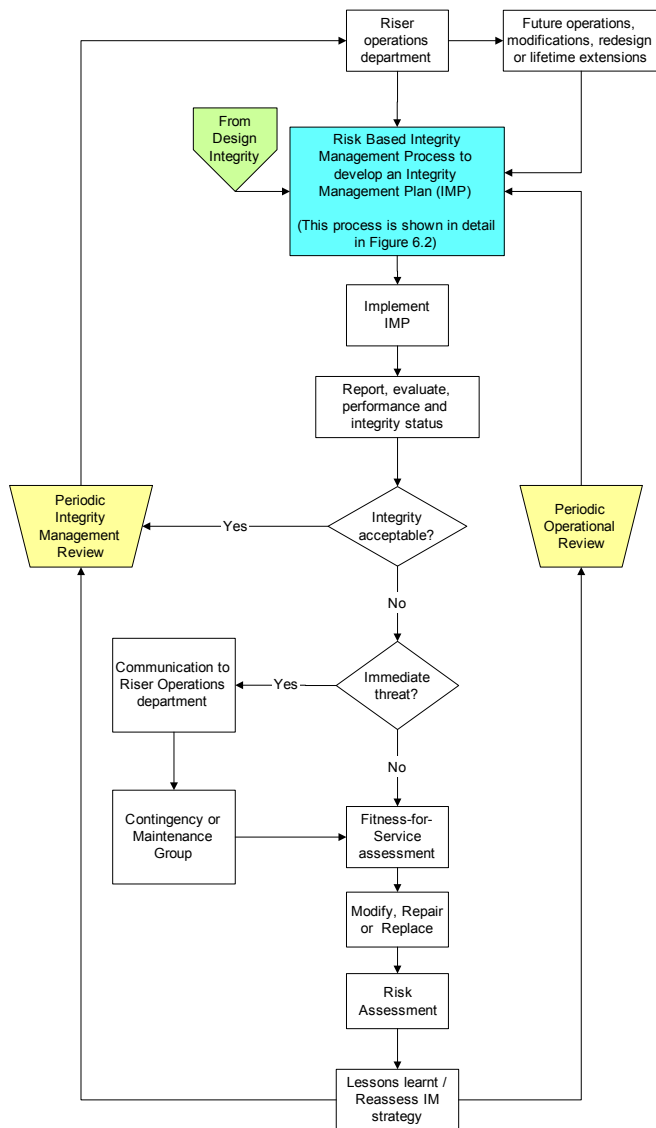 Riser
operations
department
Future operations,
modifications, redesign
or lifetime extensions
From
Design
Integrity
Risk Based Integrity
Management Process to
develop an Integrity
Management Plan (IMP)
(This process is shown in detail
in Figure 6.2)
Implement
IMP
Report, evaluate,
performance and
integrity status
Periodic
Integrity
Management
Review
Yes
Integrity
acceptable?
Periodic
Operational
Review
No
Communication to
Riser Operations
department
Yes
Immediate
threat?
No
Contingency or
Maintenance
Group
Fitness-for-
Service
assessment
Modify, Repair
or Replace
Risk
Assessment
Lessons learnt /
Reassess IM
strategy